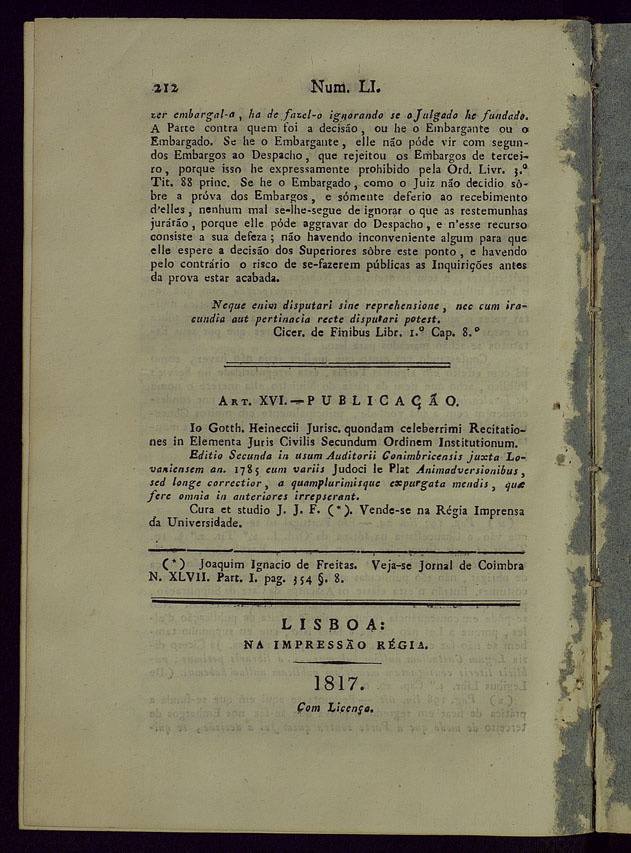 212 Num. LI.
zer embargal-a, ha de fazel-o ignorando se o Julgado he fundado.
A Parte contra quem foi a decisão, ou he o Embargante ou o
Embargado. Se he o Embargante, elle não póde vir com segun-
dos Embargos ao Despacho, que rejeitou os Embargos de tercei-
ro, porque isso he expressamente prohibido pela Ord. Livr. 3.º
Tit. 88 princ. Se he o Embargado, como o Juiz não decidio sô-
bre a próva dos Embargos, e sómente deferio ao recebimento
d'elles, nenhum mal se-lhe-segue de ignorar o que as testemunhas
jurárão, porque elle póde aggravar do Despacho, e n'esse recurso
consiste a sua defeza; não havendo inconveniente algum para que
elle espere a decisão dos Superiores sôbre este ponto, e havendo
pelo contrário o risco de se-fazerem públicas as Inquirições antes
da prova estar acabada.
Neque enim disputari sine reprehensione, nec cum ira-
cundia aut pertinacia recte disputari potest.
Cicer. de Finibus Libr. 1.º Cap. 8.º
ART. XVI.—PUBLICAÇÃO.
Io Gotth. Heineccii Jurisc. quondam celeberrimi Recitatio-
nes in Elementa Juris Civilis Secundum Ordinem Institutionum.
Editio Secunda in usum Auditorii Conimbricensis juxta Lo-
vaniensem an. 1785 cum variis Judoci le Plat Animadversionibus,
sed longe correctior, a quamplurimisque expurgata mendis, quæ
fere omnia in anteriores irrepserant.
Cura et studio J. J. F. (*). Vende-se na Régia Imprensa
da Universidade.
(*) Joaquim Ignacio de Freitas. Veja-se Jornal de Coimbra
N. XLVII. Part. I. pag. 354 §. 8.
LISBOA:
NA IMPRESSÃO RÉGIA.
1817.
Com Licença.